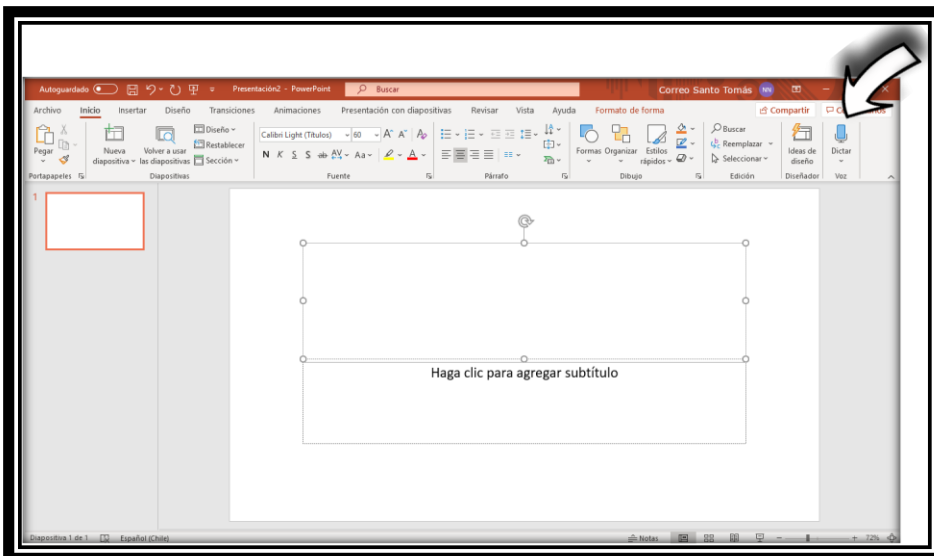 Autoguardado Presentación2 - PowerPoint Buscar Correo Santo Tomás NN
Archivo Inicio Insertar Diseño Transiciones Animaciones Presentación con diapositivas Revisar Vista Ayuda Formato de forma Compartir
Pegar
Nueva diapositiva
Volver a usar las diapositivas
Diseño
Restablecer
Sección
Calibri Light (Títulos) 60
N K S S ab AV Aa A
Formas Organizar Estilos rápidos
Buscar
Reemplazar
Seleccionar
Ideas de diseño
Dictar
Portapapeles Diapositivas Fuente Párrafo Dibujo Edición Diseñador Voz
1
Haga clic para agregar subtítulo
Diapositiva 1 de 1 Español (Chile) Notas 72%